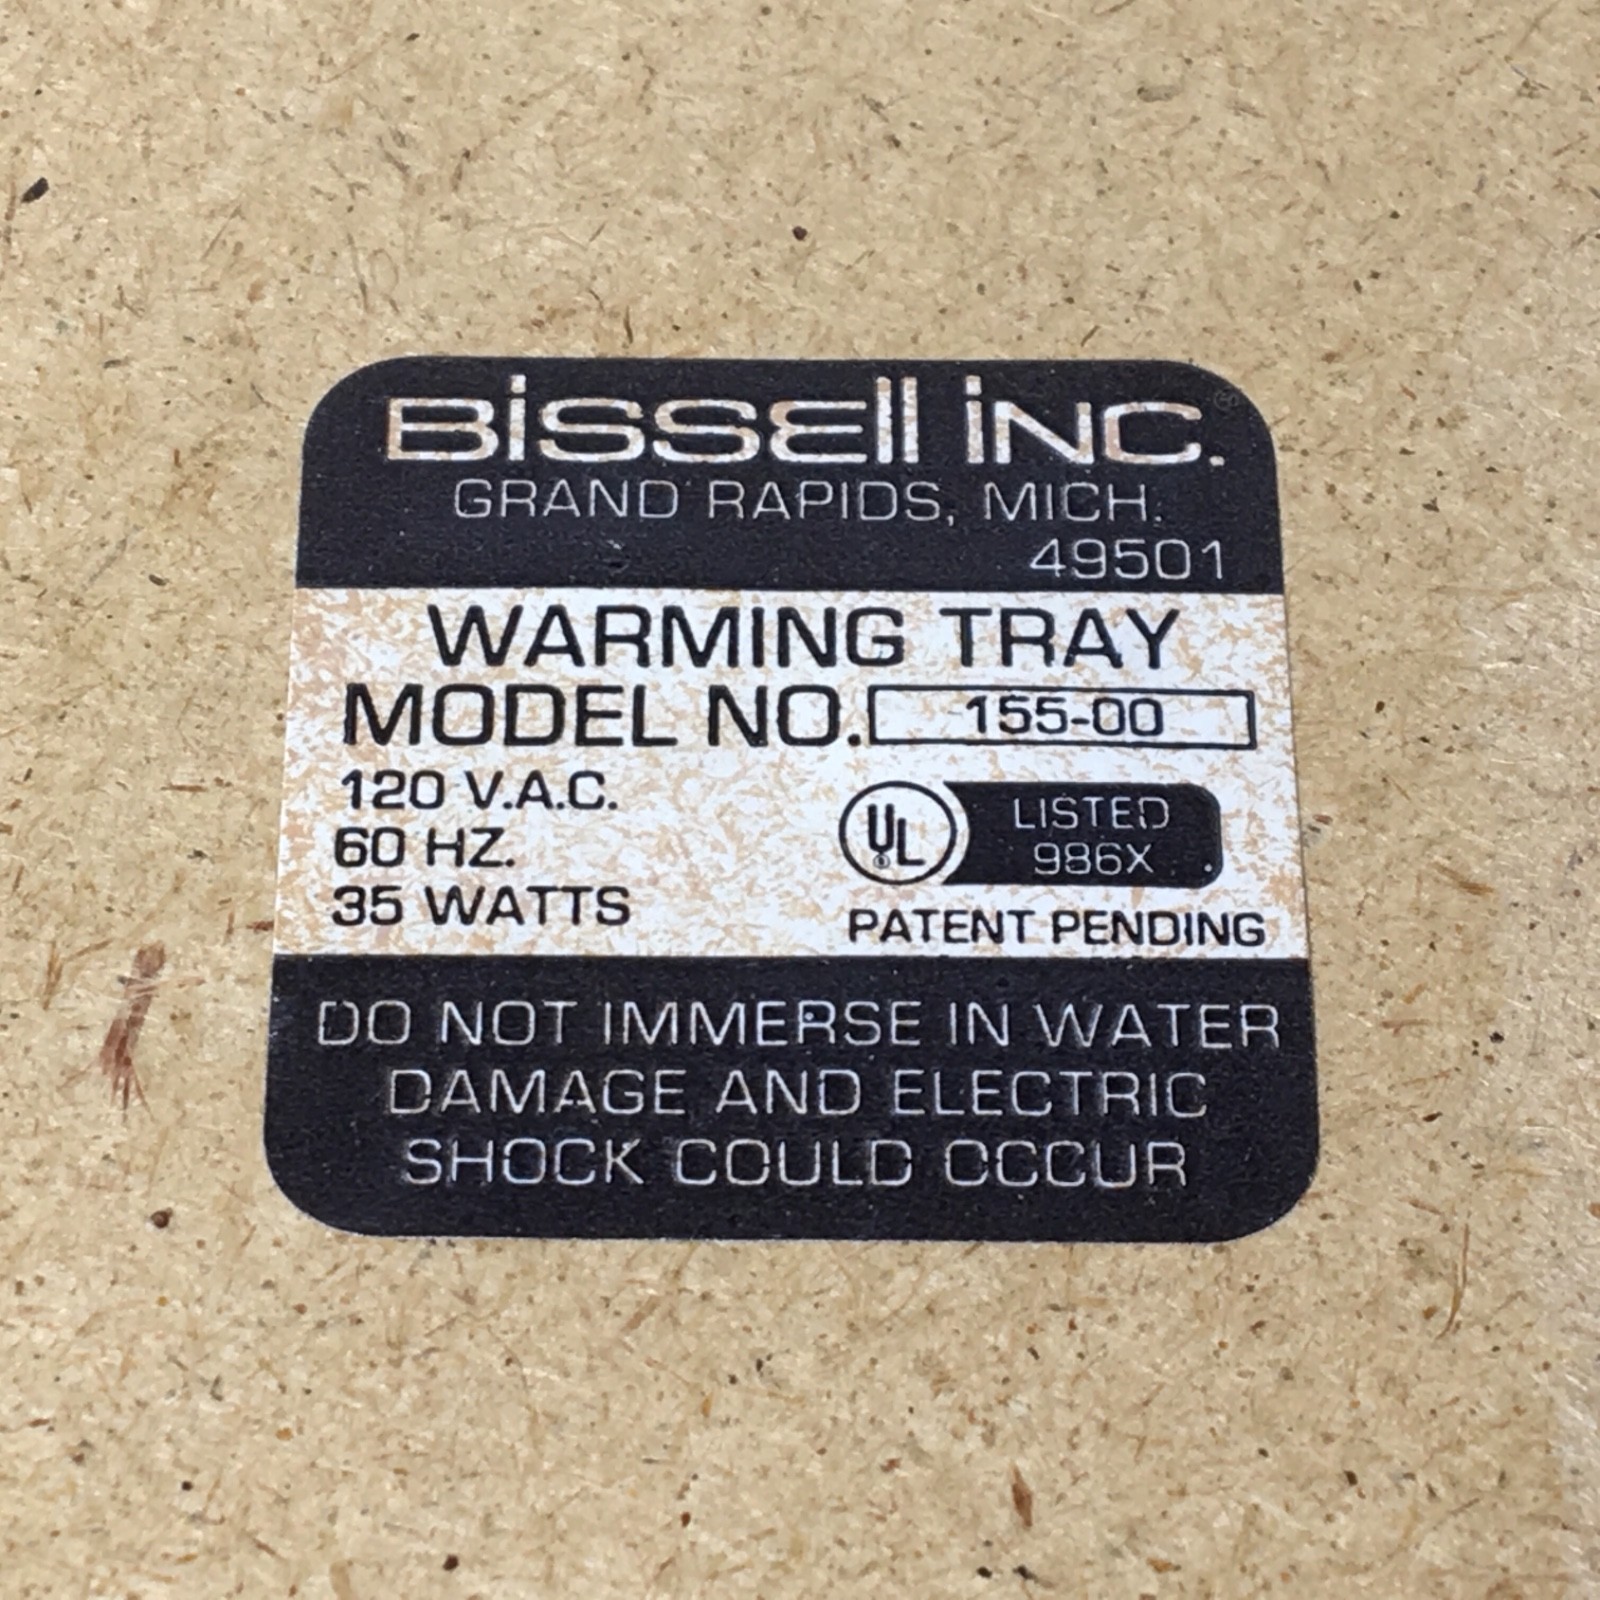 BISSELL INC.
GRAND RAPIDS, MICH.
49501
WARMING TRAY
MODEL NO. 155-00
120 V.A.C.
60 HZ.
35 WATTS
UL LISTED
986X
PATENT PENDING
DO NOT IMMERSE IN WATER
DAMAGE AND ELECTRIC
SHOCK COULD OCCUR